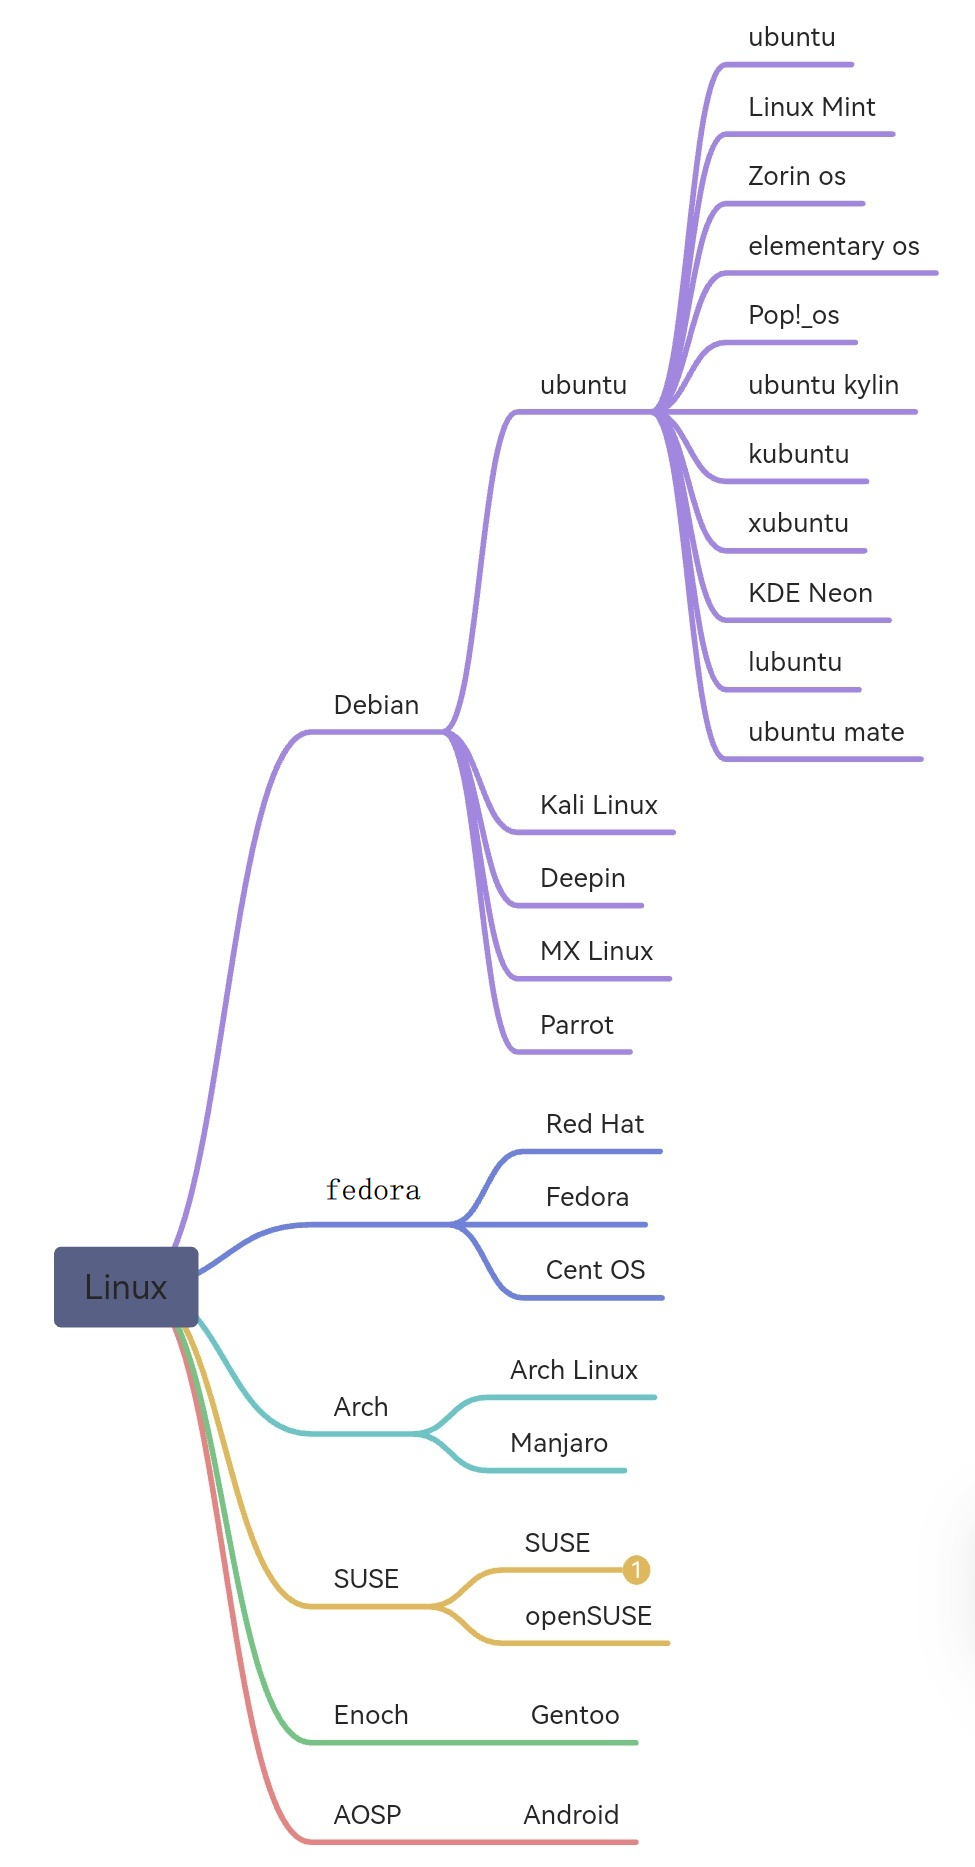 ubuntu
Linux Mint
Zorin os
elementary os
Pop!_os
ubuntu
ubuntu kylin
kubuntu
xubuntu
KDE Neon
lubuntu
Debian
ubuntu mate
Kali Linux
Deepin
MX Linux
Parrot
Red Hat
fedora
Fedora
Cent OS
Linux
Arch Linux
Arch
Manjaro
SUSE
1
SUSE
openSUSE
Enoch
Gentoo
AOSP
Android